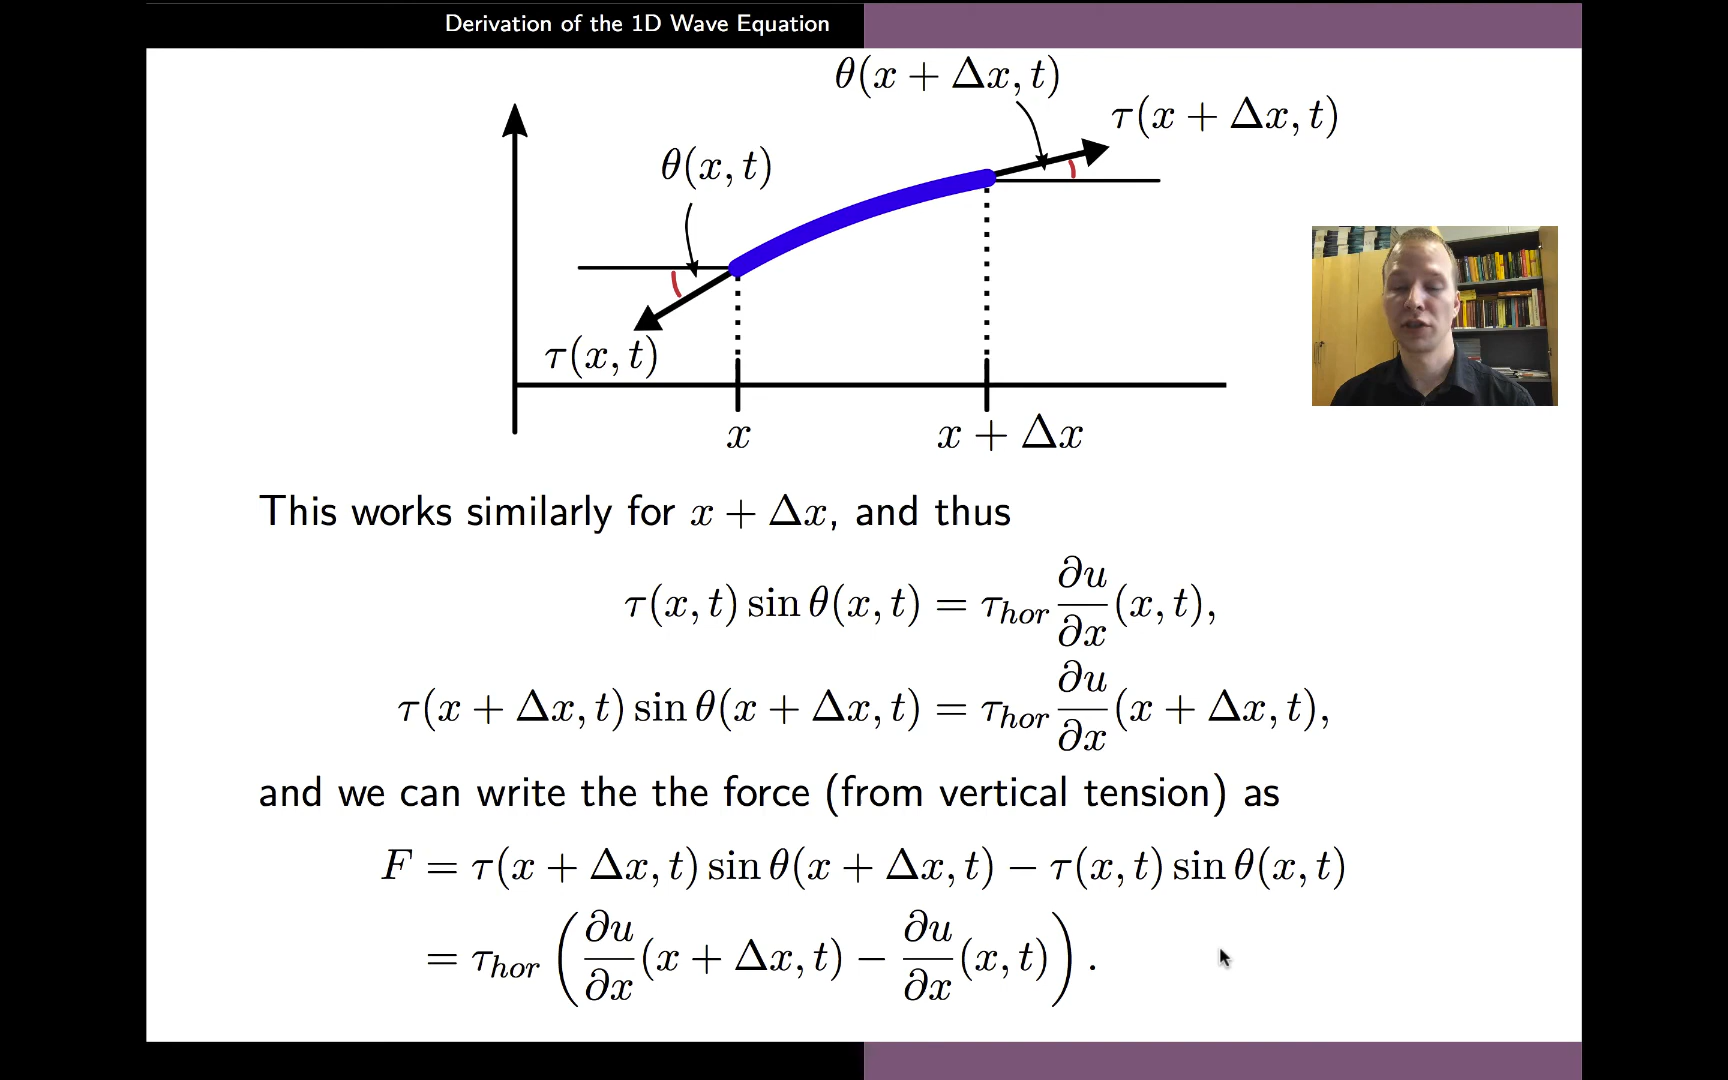 Derivation of the 1D Wave Equation
θ(x + Δx, t)
τ(x + Δx, t)
θ(x, t)
τ(x, t)
x
x + Δx
This works similarly for x + Δx, and thus
τ(x, t) sin θ(x, t) = τ_hor ∂u/∂x (x, t),
τ(x + Δx, t) sin θ(x + Δx, t) = τ_hor ∂u/∂x (x + Δx, t),
and we can write the the force (from vertical tension) as
F = τ(x + Δx, t) sin θ(x + Δx, t) − τ(x, t) sin θ(x, t)
= τ_hor (∂u/∂x (x + Δx, t) − ∂u/∂x (x, t)) .